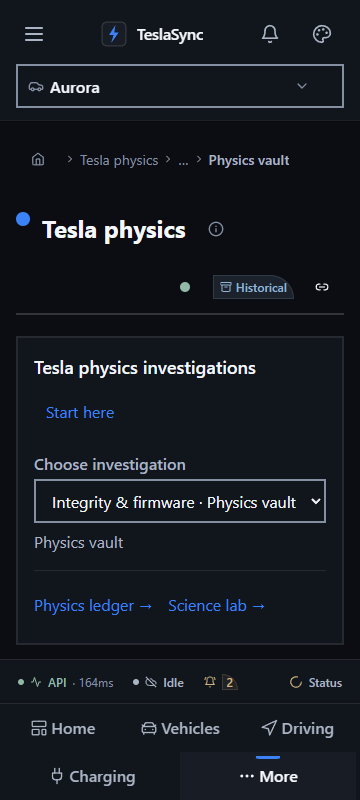 TeslaSync
Aurora
Tesla physics ... Physics vault
Tesla physics
Historical
Tesla physics investigations
Start here
Choose investigation
Integrity & firmware · Physics vault
Physics vault
Physics ledger → Science lab →
API · 164ms Idle 2 Status
Home Vehicles Driving
Charging More